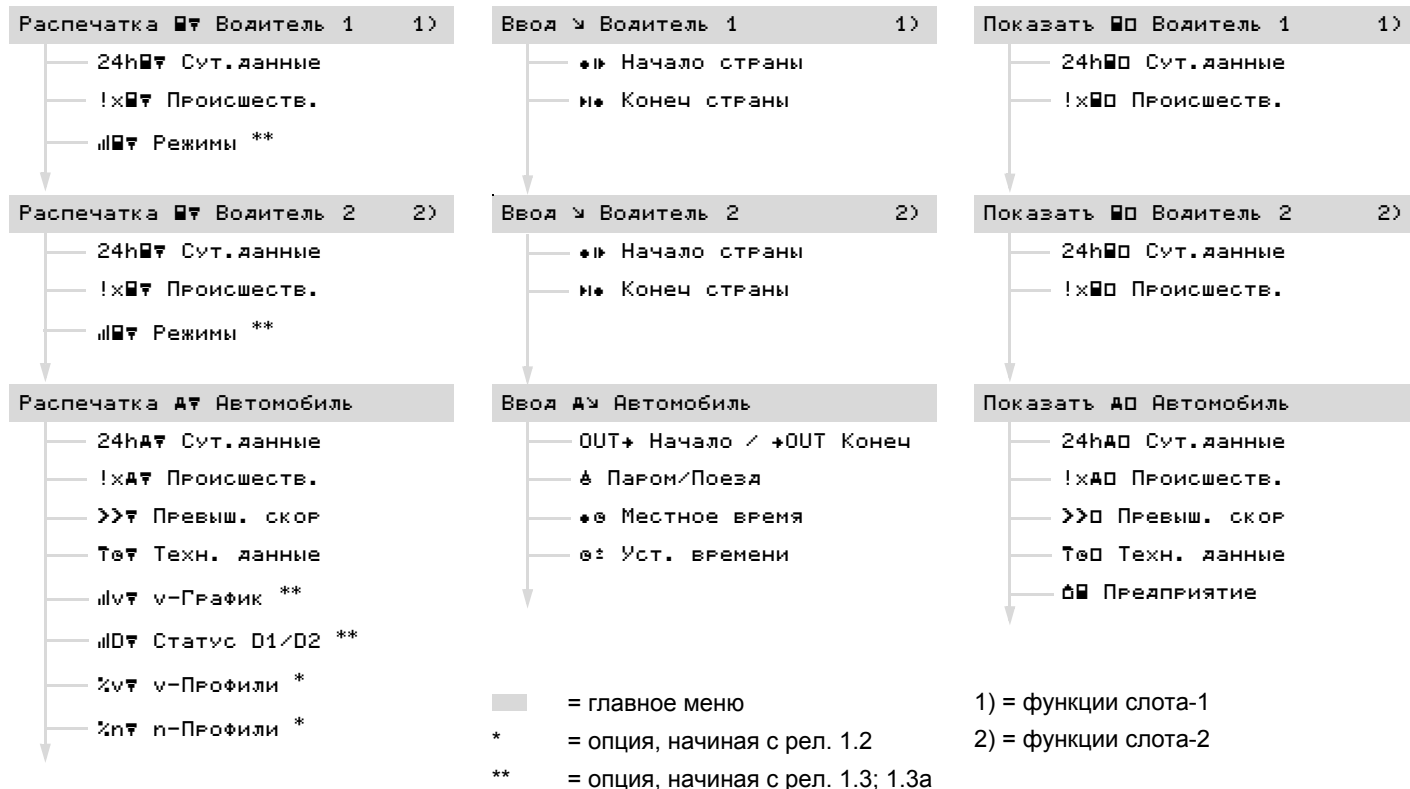 Распечатка Водитель 1 1)
24h Сут.данные
!x Происшеств.
Режимы **
Распечатка Водитель 2 2)
24h Сут.данные
!x Происшеств.
Режимы **
Распечатка Автомобиль
24h Сут.данные
!x Происшеств.
>> Превыш. скор
Техн. данные
v v-График **
D Статус D1/D2 **
%v v-Профили *
%n n-Профили *
Ввод Водитель 1 1)
Начало страны
Конец страны
Ввод Водитель 2 2)
Начало страны
Конец страны
Ввод Автомобиль
OUT Начало / OUT Конец
Паром/Поезд
Местное время
Уст. времени
Показать Водитель 1 1)
24h Сут.данные
!x Происшеств.
Показать Водитель 2 2)
24h Сут.данные
!x Происшеств.
Показать Автомобиль
24h Сут.данные
!x Происшеств.
>> Превыш. скор
Техн. данные
Предприятие
= главное меню
* = опция, начиная с рел. 1.2
** = опция, начиная с рел. 1.3; 1.3а
1) = функции слота-1
2) = функции слота-2